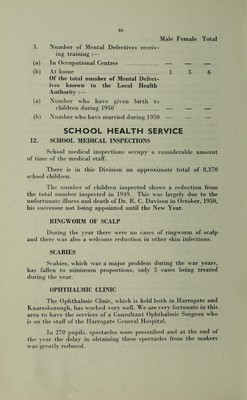 46
Male Female Total
3. Number of Mental Defectives receiv-
ing training :—
(a) In Occupational Centres — — —
(b) At home 1 5 6
Of the total number of Mental Defect-
ives known to the Local Health
Authority :—
(a) Number who have given birth to
children during 1950 — —
(b) Number who have married during 1950 — — —
SCHOOL HEALTH SERVICE
12. SCHOOL MEDICAL INSPECTIONS
School medical inspections occupy a considerable amount
of time of the medical staff.
There is in this Division an approximate total of 8,370
school children.
The number of children inspected shows a reduction from
the total number inspected in 1949. This was largely due to the
unfortunate illness and death of Dr. R. C. Davison in October, 1950,
his successor not being appointed until the New Year.
RINGWORM OF SCALP
During the year there were no cases of ringworm of scalp
and there was also a welcome reduction in other skin infections.
SCABIES
Scabies, which was a major problem during the war years,
has fallen to minimum proportions, only 5 cases being treated
during the year.
OPHTHALMIC CLINIC
The Ophthalmic Clinic, which is held both in Harrogate and
Knaresborough, has worked very well. We are very fortunate in this
area to have the services of a Consultant Ophthalmic Surgeon who
is on the staff of the Harrogate General Hospital.
In 270 pupils, spectacles were prescribed and at the end of
the year the delay in obtaining these spectacles from the makers
was greatly reduced.